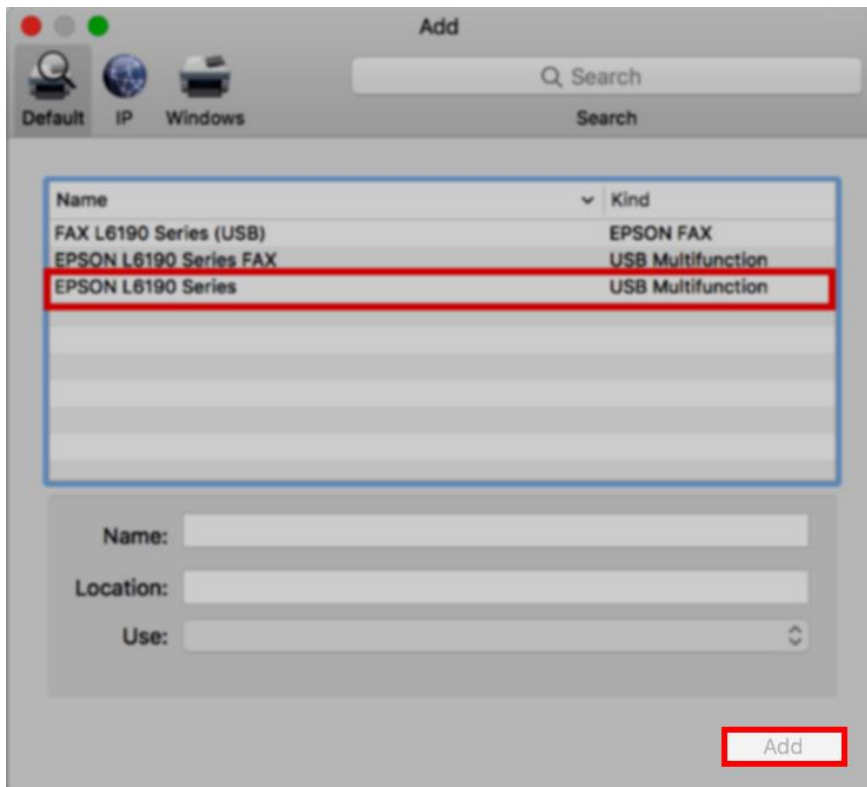 Add
Search
Default IP Windows Search
Name Kind
FAX L6190 Series (USB) EPSON FAX
EPSON L6190 Series FAX USB Multifunction
EPSON L6190 Series USB Multifunction
Name:
Location:
Use:
Add